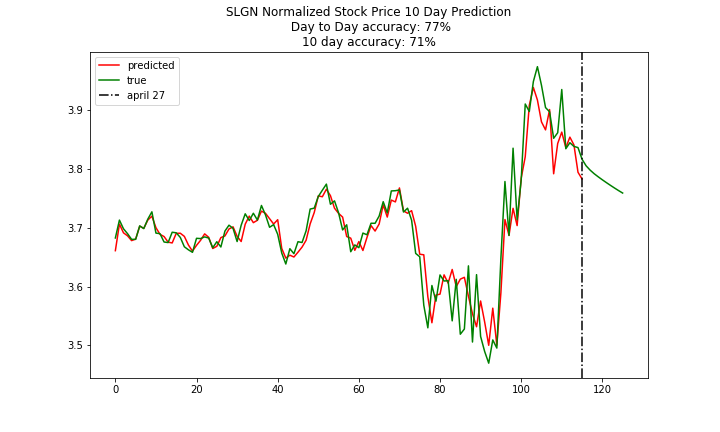 SLGN Normalized Stock Price 10 Day Prediction
Day to Day accuracy: 77%
10 day accuracy: 71%
predicted
true
april 27
3.9
3.8
3.7
3.6
3.5
0 20 40 60 80 100 120